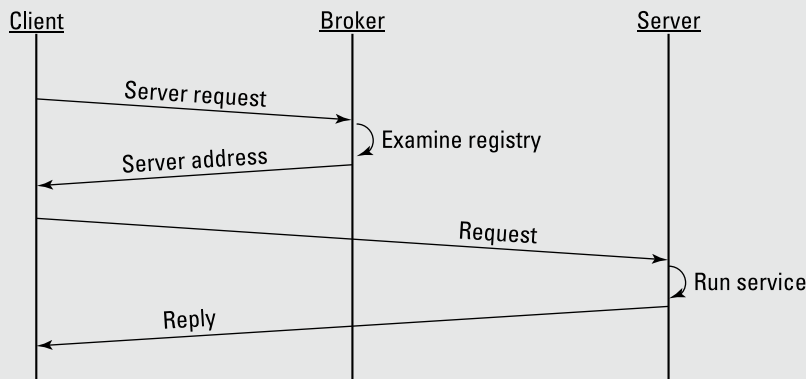 Client
Broker
Server
Server request
Examine registry
Server address
Request
Run service
Reply